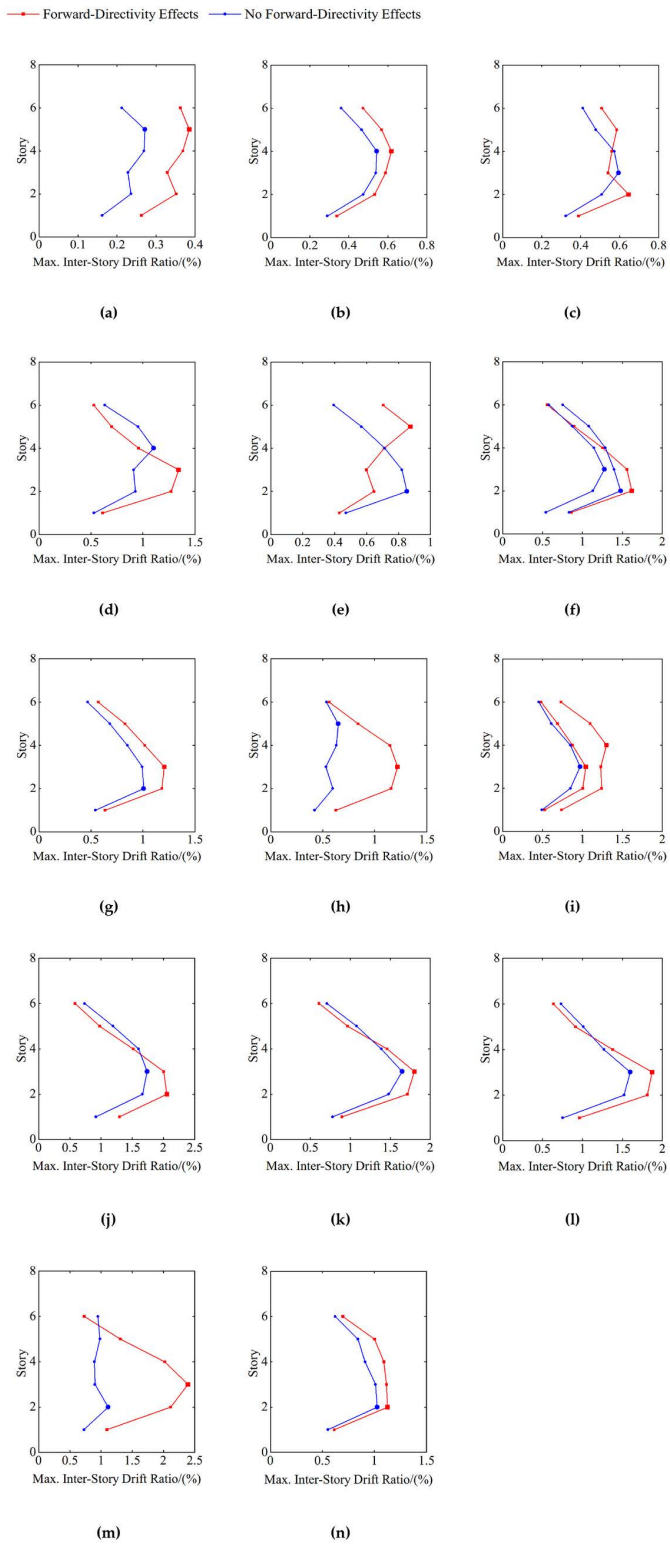 Forward-Directivity Effects No Forward-Directivity Effects
8 8 8
6 6 6
Story Story Story
4 4 4
2 2 2
0 0 0
0 0.1 0.2 0.3 0.4 0 0.2 0.4 0.6 0.8 0 0.2 0.4 0.6 0.8
Max. Inter-Story Drift Ratio/(%) Max. Inter-Story Drift Ratio/(%) Max. Inter-Story Drift Ratio/(%)
(a) (b) (c)
8 8 8
6 6 6
Story Story Story
4 4 4
2 2 2
0 0 0
0 0.5 1 1.5 0 0.2 0.4 0.6 0.8 1 0 0.5 1 1.5 2
Max. Inter-Story Drift Ratio/(%) Max. Inter-Story Drift Ratio/(%) Max. Inter-Story Drift Ratio/(%)
(d) (e) (f)
8 8 8
6 6 6
Story Story Story
4 4 4
2 2 2
0 0 0
0 0.5 1 1.5 0 0.5 1 1.5 0 0.5 1 1.5 2
Max. Inter-Story Drift Ratio/(%) Max. Inter-Story Drift Ratio/(%) Max. Inter-Story Drift Ratio/(%)
(g) (h) (i)
8 8 8
6 6 6
Story Story Story
4 4 4
2 2 2
0 0 0
0 0.5 1 1.5 2 2.5 0 0.5 1 1.5 2 0 0.5 1 1.5 2
Max. Inter-Story Drift Ratio/(%) Max. Inter-Story Drift Ratio/(%) Max. Inter-Story Drift Ratio/(%)
(j) (k) (l)
8 8
6 6
Story Story
4 4
2 2
0 0
0 0.5 1 1.5 2 2.5 0 0.5 1 1.5
Max. Inter-Story Drift Ratio/(%) Max. Inter-Story Drift Ratio/(%)
(m) (n)